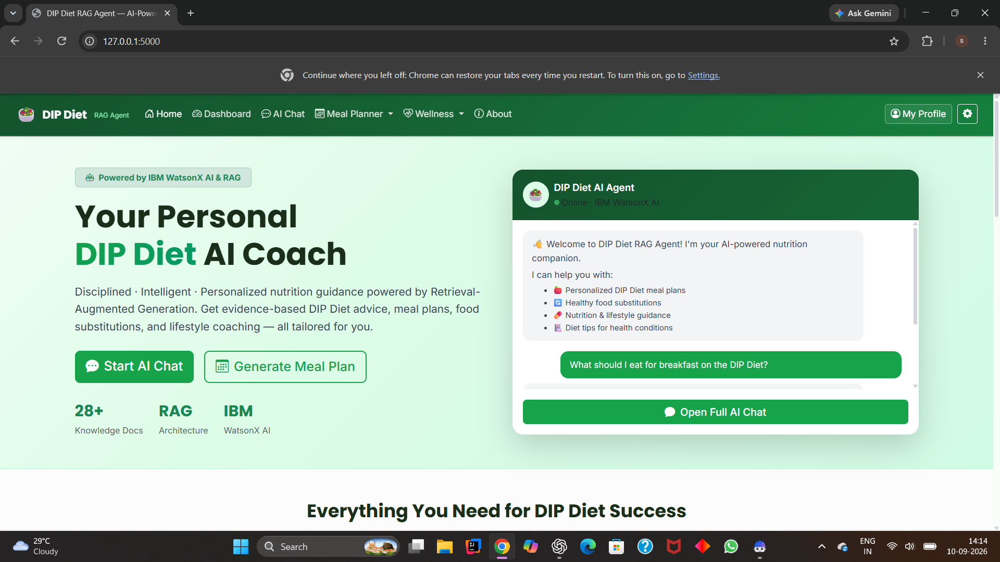 DIP Diet RAG Agent — AI-Powe
Ask Gemini
127.0.0.1:5000
S
Continue where you left off: Chrome can restore your tabs every time you restart. To turn this on, go to Settings.
DIP Diet RAG Agent Home Dashboard AI Chat Meal Planner Wellness About My Profile
Powered by IBM WatsonX AI & RAG
Your Personal
DIP Diet AI Coach
Disciplined · Intelligent · Personalized nutrition guidance powered by Retrieval-
Augmented Generation. Get evidence-based DIP Diet advice, meal plans, food
substitutions, and lifestyle coaching — all tailored for you.
Start AI Chat
Generate Meal Plan
28+
Knowledge Docs
RAG
Architecture
IBM
WatsonX AI
DIP Diet AI Agent
Online · IBM WatsonX AI
👋 Welcome to DIP Diet RAG Agent! I'm your AI-powered nutrition
companion.
I can help you with:
• Personalized DIP Diet meal plans
• Healthy food substitutions
• Nutrition & lifestyle guidance
• Diet tips for health conditions
What should I eat for breakfast on the DIP Diet?
Open Full AI Chat
Everything You Need for DIP Diet Success
29°C
Cloudy
Search
IJ
ENG
IN
14:14
10-09-2026